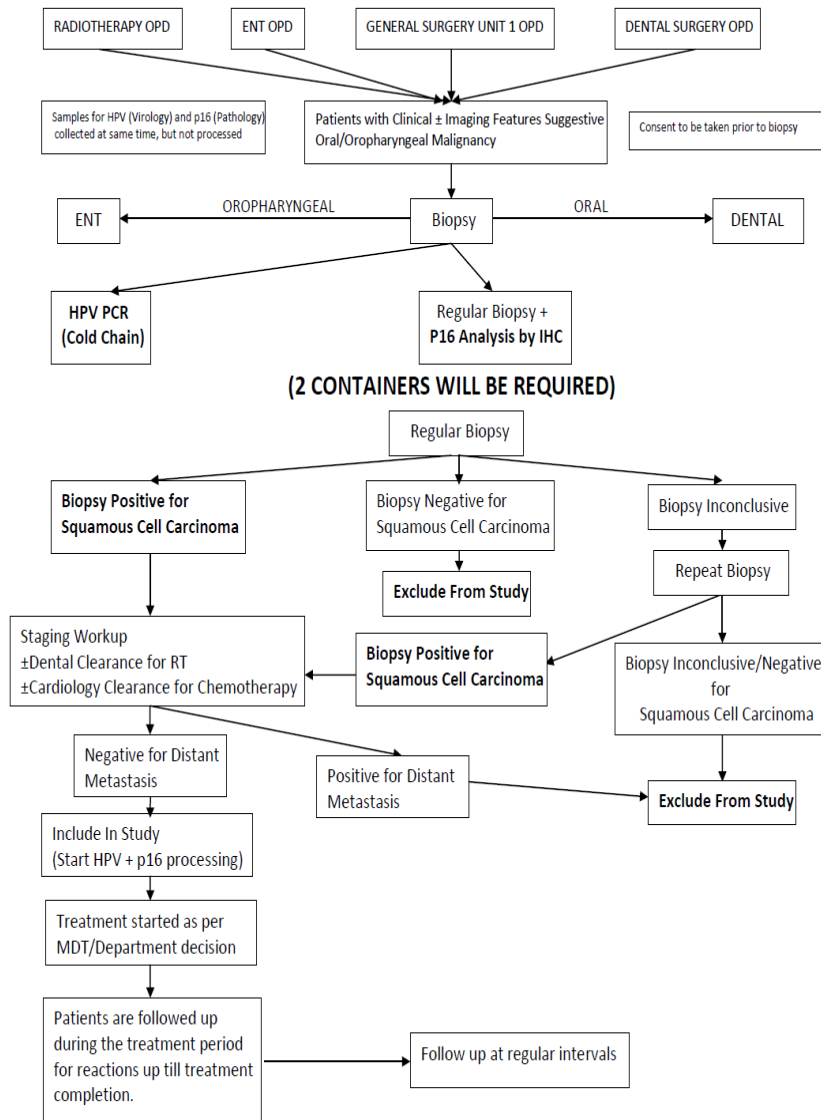 RADIOTHERAPY OPD
ENT OPD
GENERAL SURGERY UNIT 1 OPD
DENTAL SURGERY OPD
Samples for HPV (Virology) and p16 (Pathology)
collected at same time, but not processed
Patients with Clinical ± Imaging Features Suggestive
Oral/Oropharyngeal Malignancy
Consent to be taken prior to biopsy
ENT
OROPHARYNGEAL
Biopsy
ORAL
DENTAL
HPV PCR
(Cold Chain)
Regular Biopsy +
P16 Analysis by IHC
(2 CONTAINERS WILL BE REQUIRED)
Regular Biopsy
Biopsy Positive for
Squamous Cell Carcinoma
Biopsy Negative for
Squamous Cell Carcinoma
Biopsy Inconclusive
Exclude From Study
Repeat Biopsy
Staging Workup
±Dental Clearance for RT
±Cardiology Clearance for Chemotherapy
Biopsy Positive for
Squamous Cell Carcinoma
Biopsy Inconclusive/Negative
for
Squamous Cell Carcinoma
Negative for Distant
Metastasis
Positive for Distant
Metastasis
Exclude From Study
Include In Study
(Start HPV + p16 processing)
Treatment started as per
MDT/Department decision
Patients are followed up
during the treatment period
for reactions up till treatment
completion.
Follow up at regular intervals